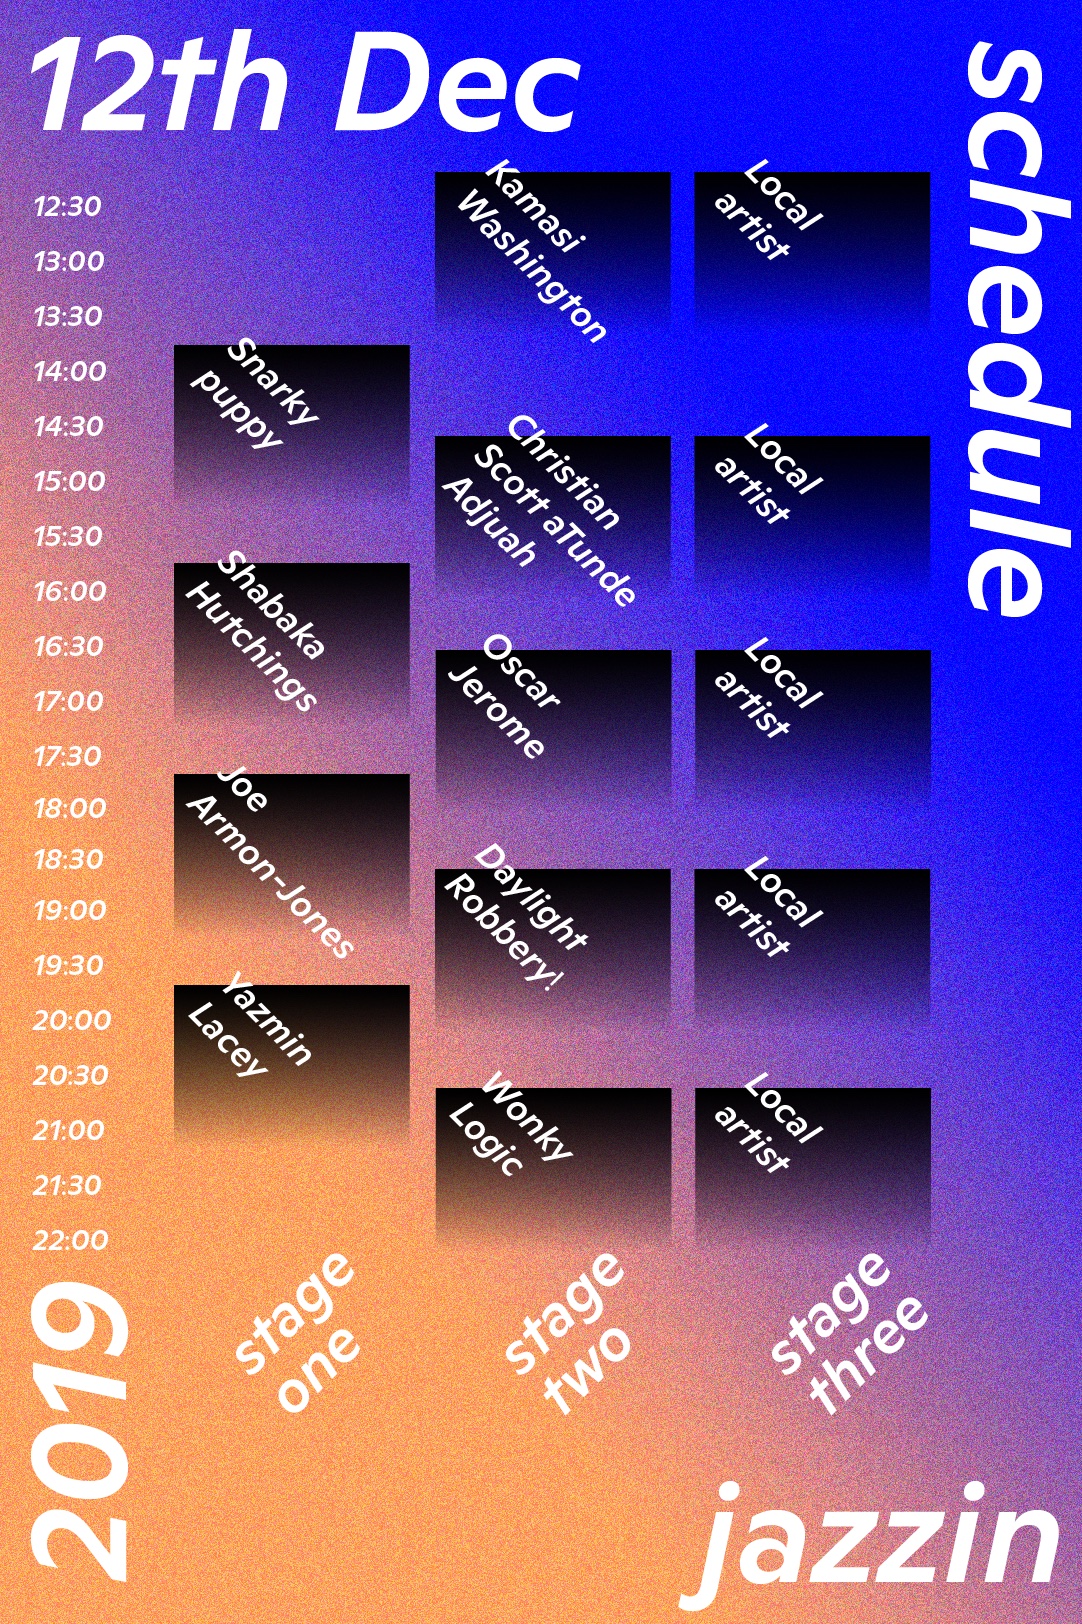 12th Dec
schedule
12:30
13:00
13:30
14:00
14:30
15:00
15:30
16:00
16:30
17:00
17:30
18:00
18:30
19:00
19:30
20:00
20:30
21:00
21:30
22:00
Snarky
puppy
Shabaka
Hutchings
Joe
Armon-Jones
Yazmin
Lacey
stage
one
Kamasi
Washington
Christian
Scott aTunde
Adjuah
Oscar
Jerome
Daylight
Robbery!
Wonky
Logic
stage
two
Local
artist
Local
artist
Local
artist
Local
artist
Local
artist
stage
three
2019
jazzin